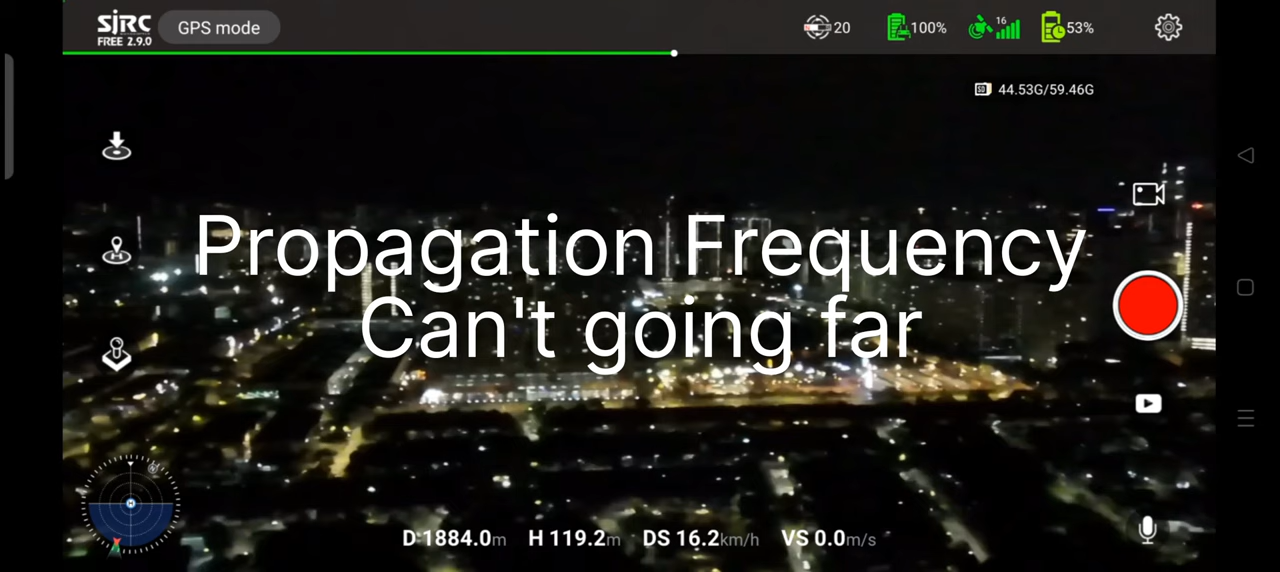 SJRC
FREE 2.9.0
GPS mode
20
100%
16
53%
SD 44.53G/59.46G
Propagation Frequency
Can't going far
D 1884.0m H 119.2m DS 16.2km/h VS 0.0m/s
H